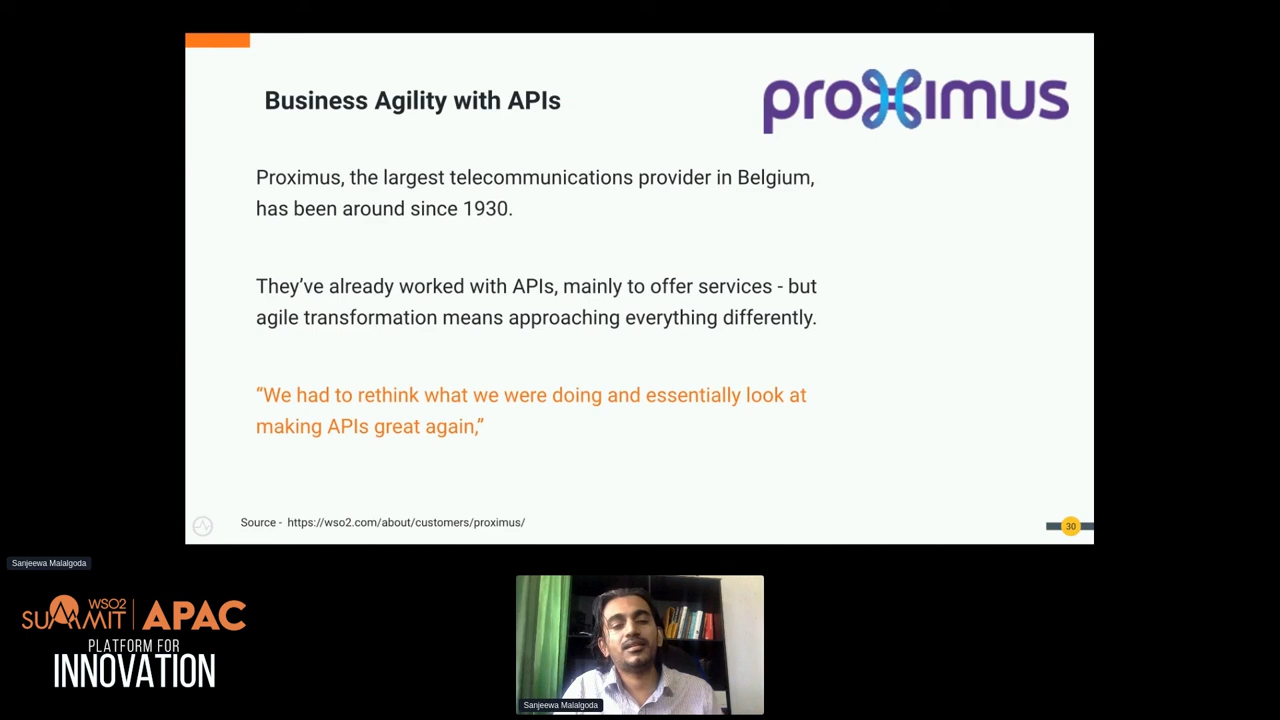 Business Agility with APIs
proximus
Proximus, the largest telecommunications provider in Belgium,
has been around since 1930.
They’ve already worked with APIs, mainly to offer services - but
agile transformation means approaching everything differently.
“We had to rethink what we were doing and essentially look at
making APIs great again,”
Source - https://wso2.com/about/customers/proximus/
30
Sanjeewa Malalgoda
WSO2
SUMMIT APAC
PLATFORM FOR
INNOVATION
Sanjeewa Malalgoda